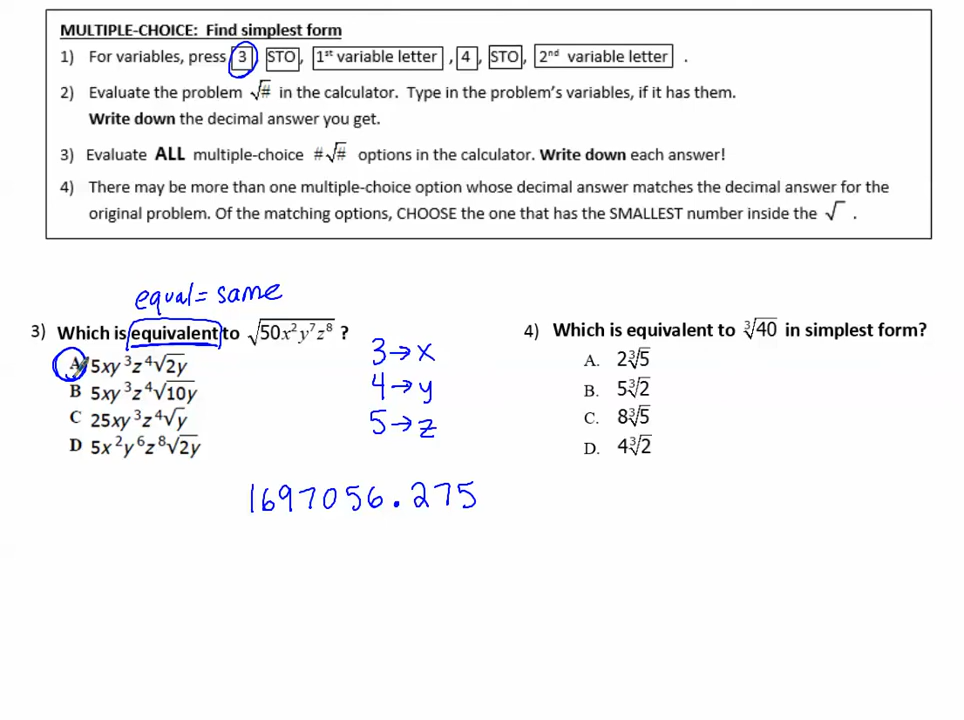 MULTIPLE-CHOICE: Find simplest form
1) For variables, press 3 STO, 1st variable letter , 4 , STO, 2nd variable letter .
2) Evaluate the problem √# in the calculator. Type in the problem's variables, if it has them.
Write down the decimal answer you get.
3) Evaluate ALL multiple-choice #√# options in the calculator. Write down each answer!
4) There may be more than one multiple-choice option whose decimal answer matches the decimal answer for the
original problem. Of the matching options, CHOOSE the one that has the SMALLEST number inside the √ .
equal = same
3) Which is equivalent to √50x²y⁷z⁸ ?
A 5xy³z⁴√2y
B 5xy³z⁴√10y
C 25xy³z⁴√y
D 5x²y⁶z⁸√2y
3→x
4→y
5→z
1697056.275
4) Which is equivalent to ∛40 in simplest form?
A. 2∛5
B. 5∛2
C. 8∛5
D. 4∛2